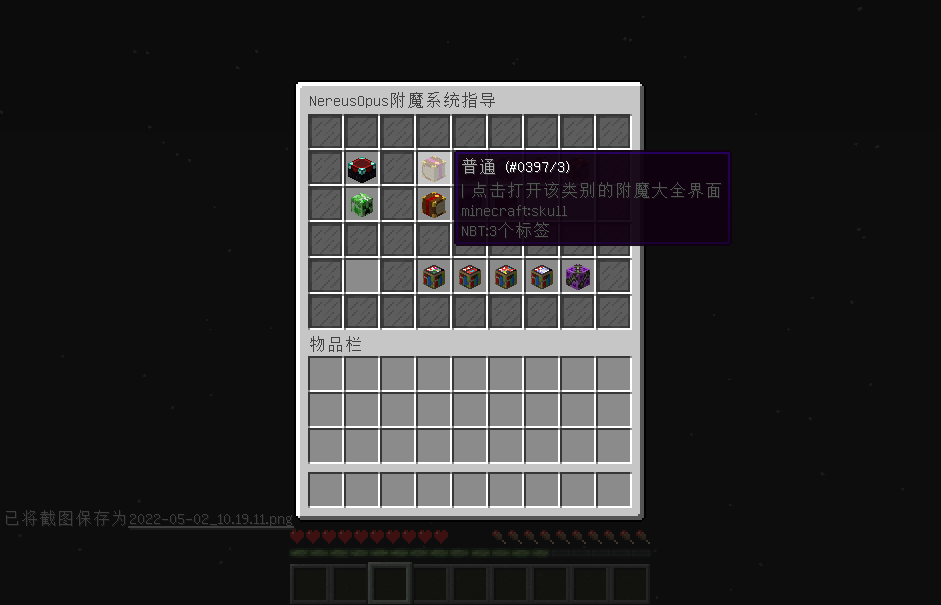 NereusOpus附魔系统指导
普通 (#0397/3)
| 点击打开该类别的附魔大全界面
minecraft:skull
NBT:3个标签
物品栏
已将截图保存为2022-05-02_10.19.11.png